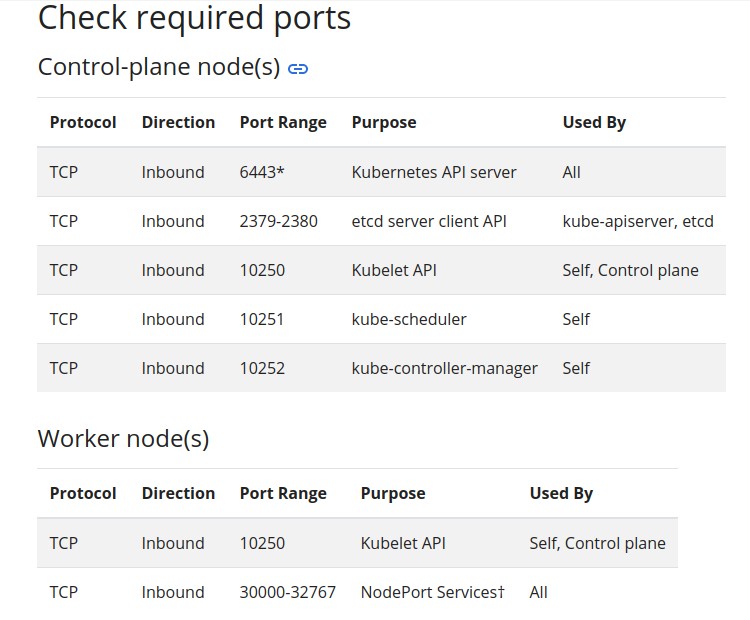 Check required ports
Control-plane node(s)
Protocol Direction Port Range Purpose Used By
TCP Inbound 6443* Kubernetes API server All
TCP Inbound 2379-2380 etcd server client API kube-apiserver, etcd
TCP Inbound 10250 Kubelet API Self, Control plane
TCP Inbound 10251 kube-scheduler Self
TCP Inbound 10252 kube-controller-manager Self
Worker node(s)
Protocol Direction Port Range Purpose Used By
TCP Inbound 10250 Kubelet API Self, Control plane
TCP Inbound 30000-32767 NodePort Services† All